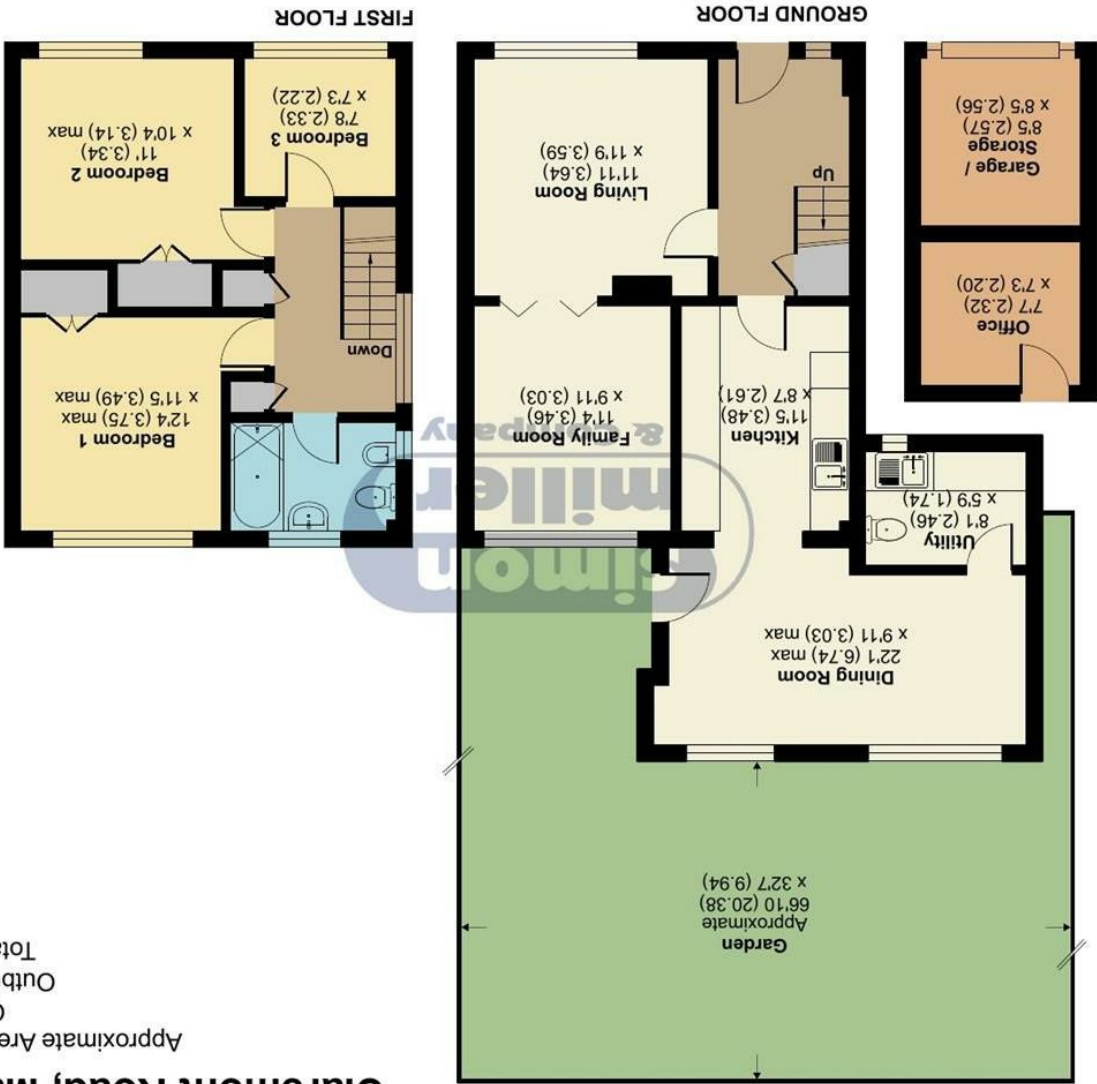 Claremont Road, Ma
Approximate Are
Outbu
Tota
Garden
Approximate
66'10 (20.38)
x 32'7 (9.94)
Dining Room
22'1 (6.74) max
x 9'11 (3.03) max
Utility
8'1 (2.46)
x 5'9 (1.74)
Kitchen
11'5 (3.48)
x 8'7 (2.61)
Family Room
11'4 (3.46)
x 9'11 (3.03)
simon
miller
& company
Bedroom 1
12'4 (3.75) max
x 11'5 (3.49) max
Down
Office
7'7 (2.32)
x 7'3 (2.20)
Garage /
Storage
8'5 (2.57)
x 8'5 (2.56)
Up
Living Room
11'11 (3.64)
x 11'9 (3.59)
Bedroom 3
7'8 (2.33)
x 7'3 (2.22)
Bedroom 2
11' (3.34)
x 10'4 (3.14) max
GROUND FLOOR
FIRST FLOOR